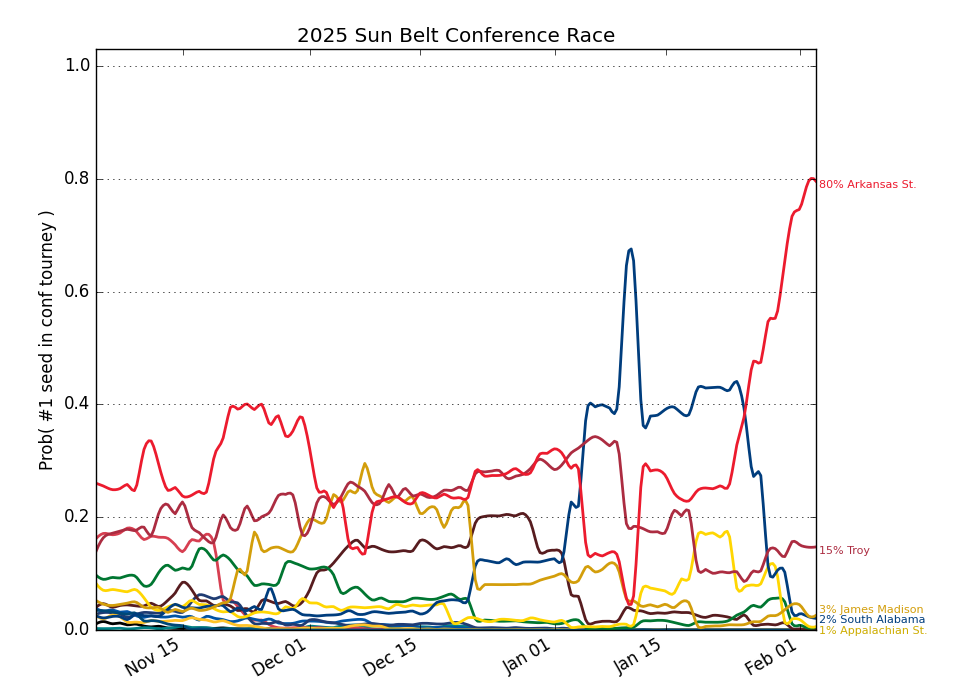 2025 Sun Belt Conference Race
1.0
0.8
0.6
0.4
0.2
0.0
Prob( #1 seed in conf tourney )
80% Arkansas St.
15% Troy
3% James Madison
2% South Alabama
1% Appalachian St.
Nov 15
Dec 01
Dec 15
Jan 01
Jan 15
Feb 01